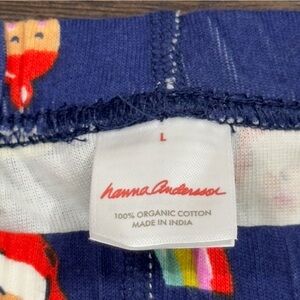 L
hanna andersson
100% ORGANIC COTTON
MADE IN INDIA